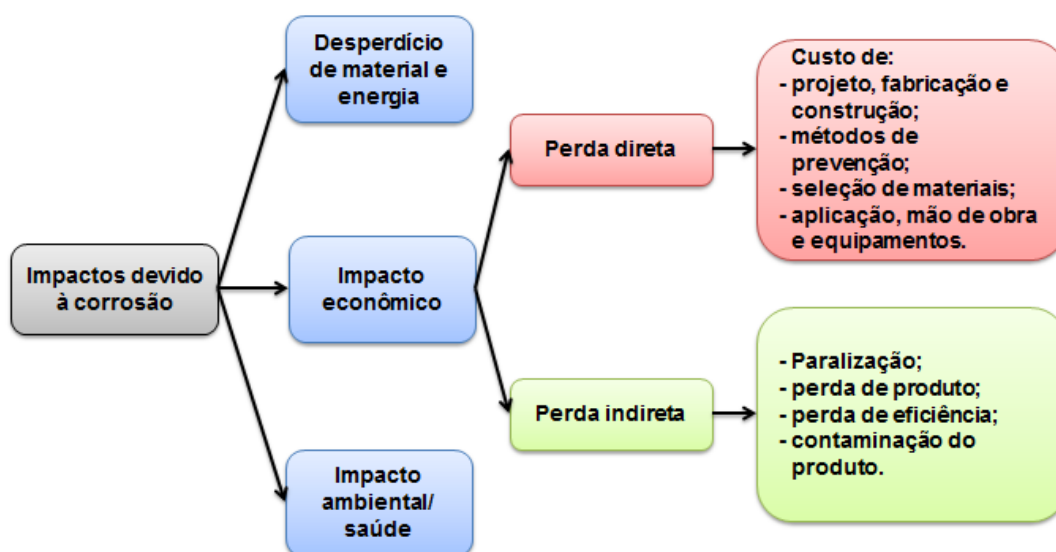 Desperdício
de material e
energia
Impactos devido
à corrosão
Impacto
econômico
Impacto
ambiental/
saúde
Perda direta
Perda indireta
Custo de:
- projeto, fabricação e
construção;
- métodos de
prevenção;
- seleção de materiais;
- aplicação, mão de obra
e equipamentos.
- Paralização;
- perda de produto;
- perda de eficiência;
- contaminação do
produto.